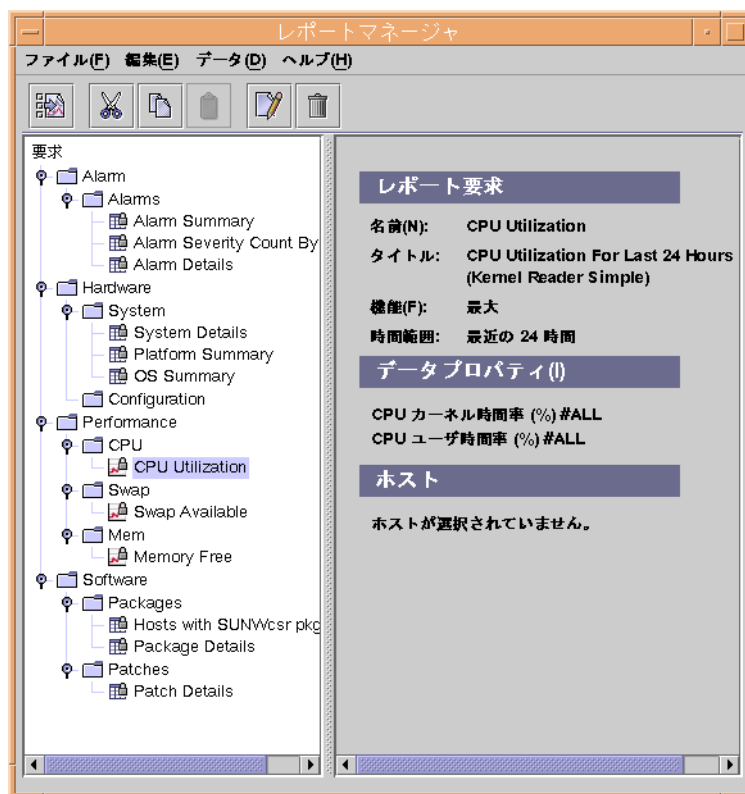 レポートマネージャ
ファイル(F) 編集(E) データ(D) ヘルプ(H)
要求
Alarm
Alarms
Alarm Summary
Alarm Severity Count By
Alarm Details
Hardware
System
System Details
Platform Summary
OS Summary
Configuration
Performance
CPU
CPU Utilization
Swap
Swap Available
Mem
Memory Free
Software
Packages
Hosts with SUNWcsr pkg
Package Details
Patches
Patch Details
レポート要求
名前(N): CPU Utilization
タイトル: CPU Utilization For Last 24 Hours
(Kernel Reader Simple)
機能(F): 最大
時間範囲: 最近の 24 時間
データプロパティ(I)
CPU カーネル時間率 (%) #ALL
CPU ユーザ時間率 (%) #ALL
ホスト
ホストが選択されていません。